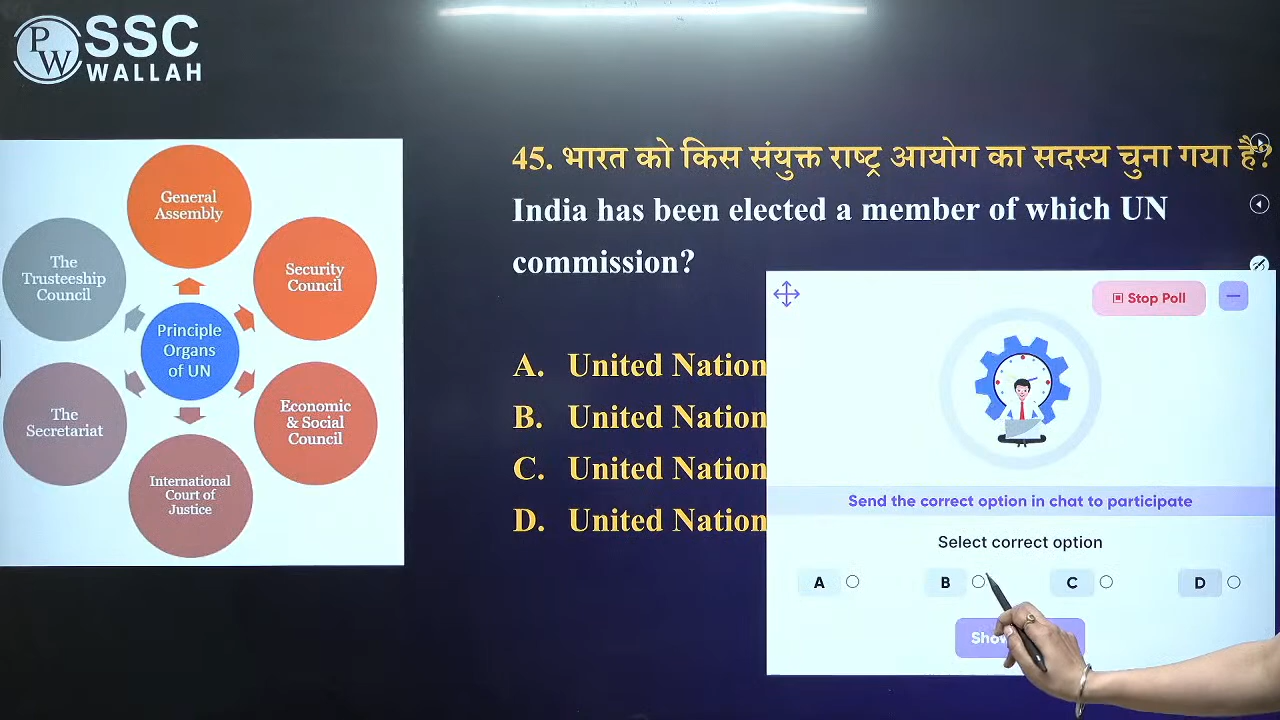 PW
SSC
WALLAH
General
Assembly
The
Trusteeship
Council
Security
Council
Principle
Organs
of UN
The
Secretariat
Economic
& Social
Council
International
Court of
Justice
45. भारत को किस संयुक्त राष्ट्र आयोग का सदस्य चुना गया है?
India has been elected a member of which UN
commission?
A. United Nation
B. United Nation
C. United Nation
D. United Nation
Stop Poll
Send the correct option in chat to participate
Select correct option
A
B
C
D